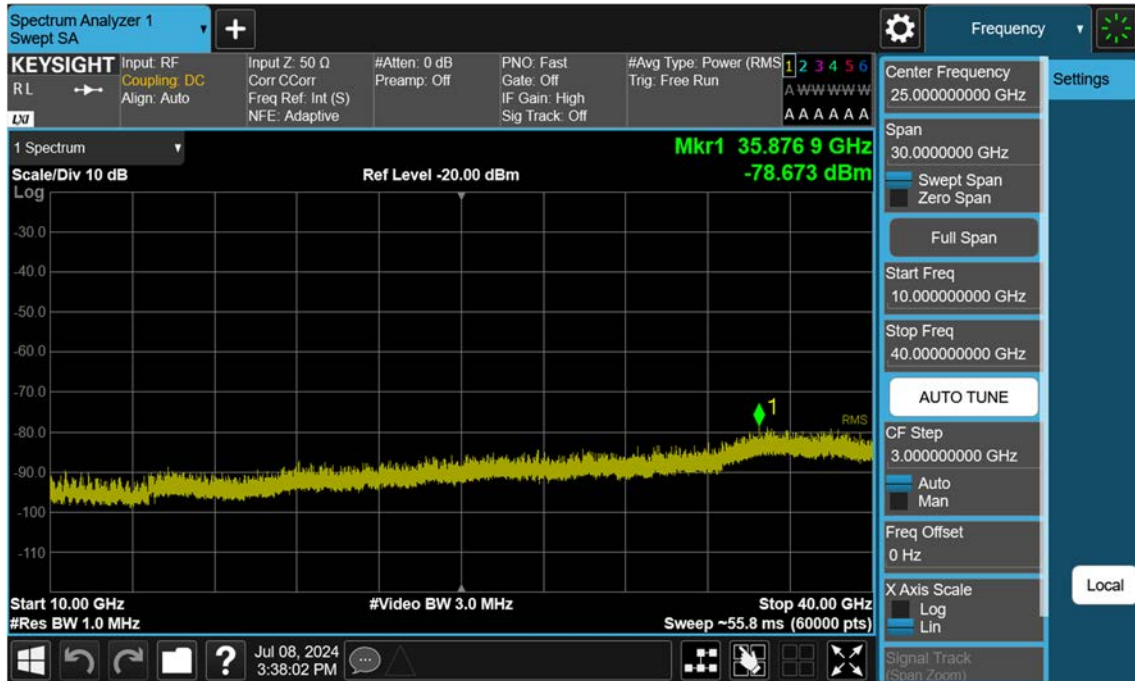 Spectrum Analyzer 1
Swept SA
Frequency
KEYSIGHT
RL
LXI
Input: RF
Coupling: DC
Align: Auto
Input Z: 50 Ω
Corr CCorr
Freq Ref: Int (S)
NFE: Adaptive
#Atten: 0 dB
Preamp: Off
PNO: Fast
Gate: Off
IF Gain: High
Sig Track: Off
#Avg Type: Power (RMS
Trig: Free Run
1 2 3 4 5 6
A W W W W W
A A A A A A
1 Spectrum
Scale/Div 10 dB
Ref Level -20.00 dBm
Mkr1 35.876 9 GHz
-78.673 dBm
Log
-30.0
-40.0
-50.0
-60.0
-70.0
-80.0
-90.0
-100
-110
1
RMS
Start 10.00 GHz
#Video BW 3.0 MHz
Stop 40.00 GHz
#Res BW 1.0 MHz
Sweep ~55.8 ms (60000 pts)
Center Frequency
25.000000000 GHz
Span
30.0000000 GHz
Swept Span
Zero Span
Full Span
Start Freq
10.000000000 GHz
Stop Freq
40.000000000 GHz
AUTO TUNE
CF Step
3.000000000 GHz
Auto
Man
Freq Offset
0 Hz
X Axis Scale
Log
Lin
Signal Track
(Span Zoom)
Settings
Local
?
Jul 08, 2024
3:38:02 PM